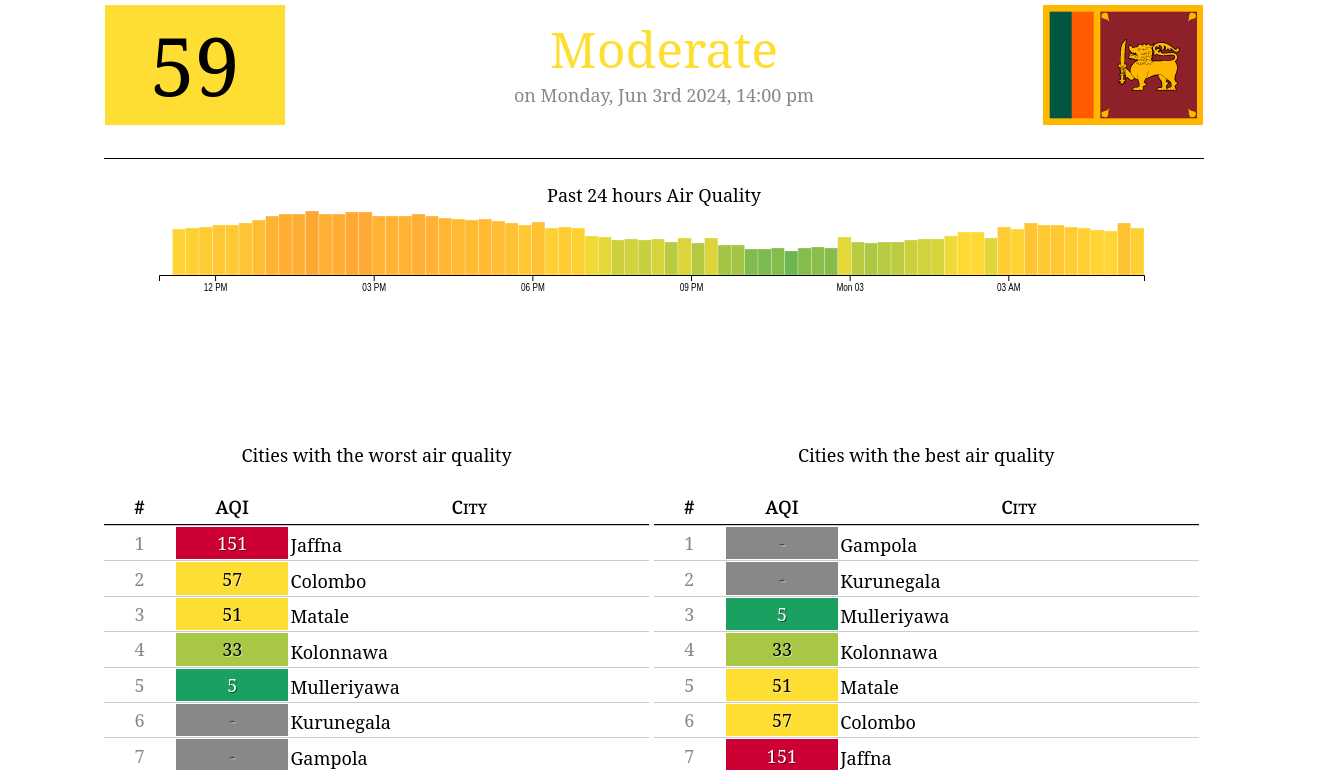 59
Moderate
on Monday, Jun 3rd 2024, 14:00 pm
Past 24 hours Air Quality
12 PM 03 PM 06 PM 09 PM Mon 03 03 AM
Cities with the worst air quality
# AQI City
1 151 Jaffna
2 57 Colombo
3 51 Matale
4 33 Kolonnawa
5 5 Mulleriyawa
6 - Kurunegala
7 - Gampola
Cities with the best air quality
# AQI City
1 - Gampola
2 - Kurunegala
3 5 Mulleriyawa
4 33 Kolonnawa
5 51 Matale
6 57 Colombo
7 151 Jaffna